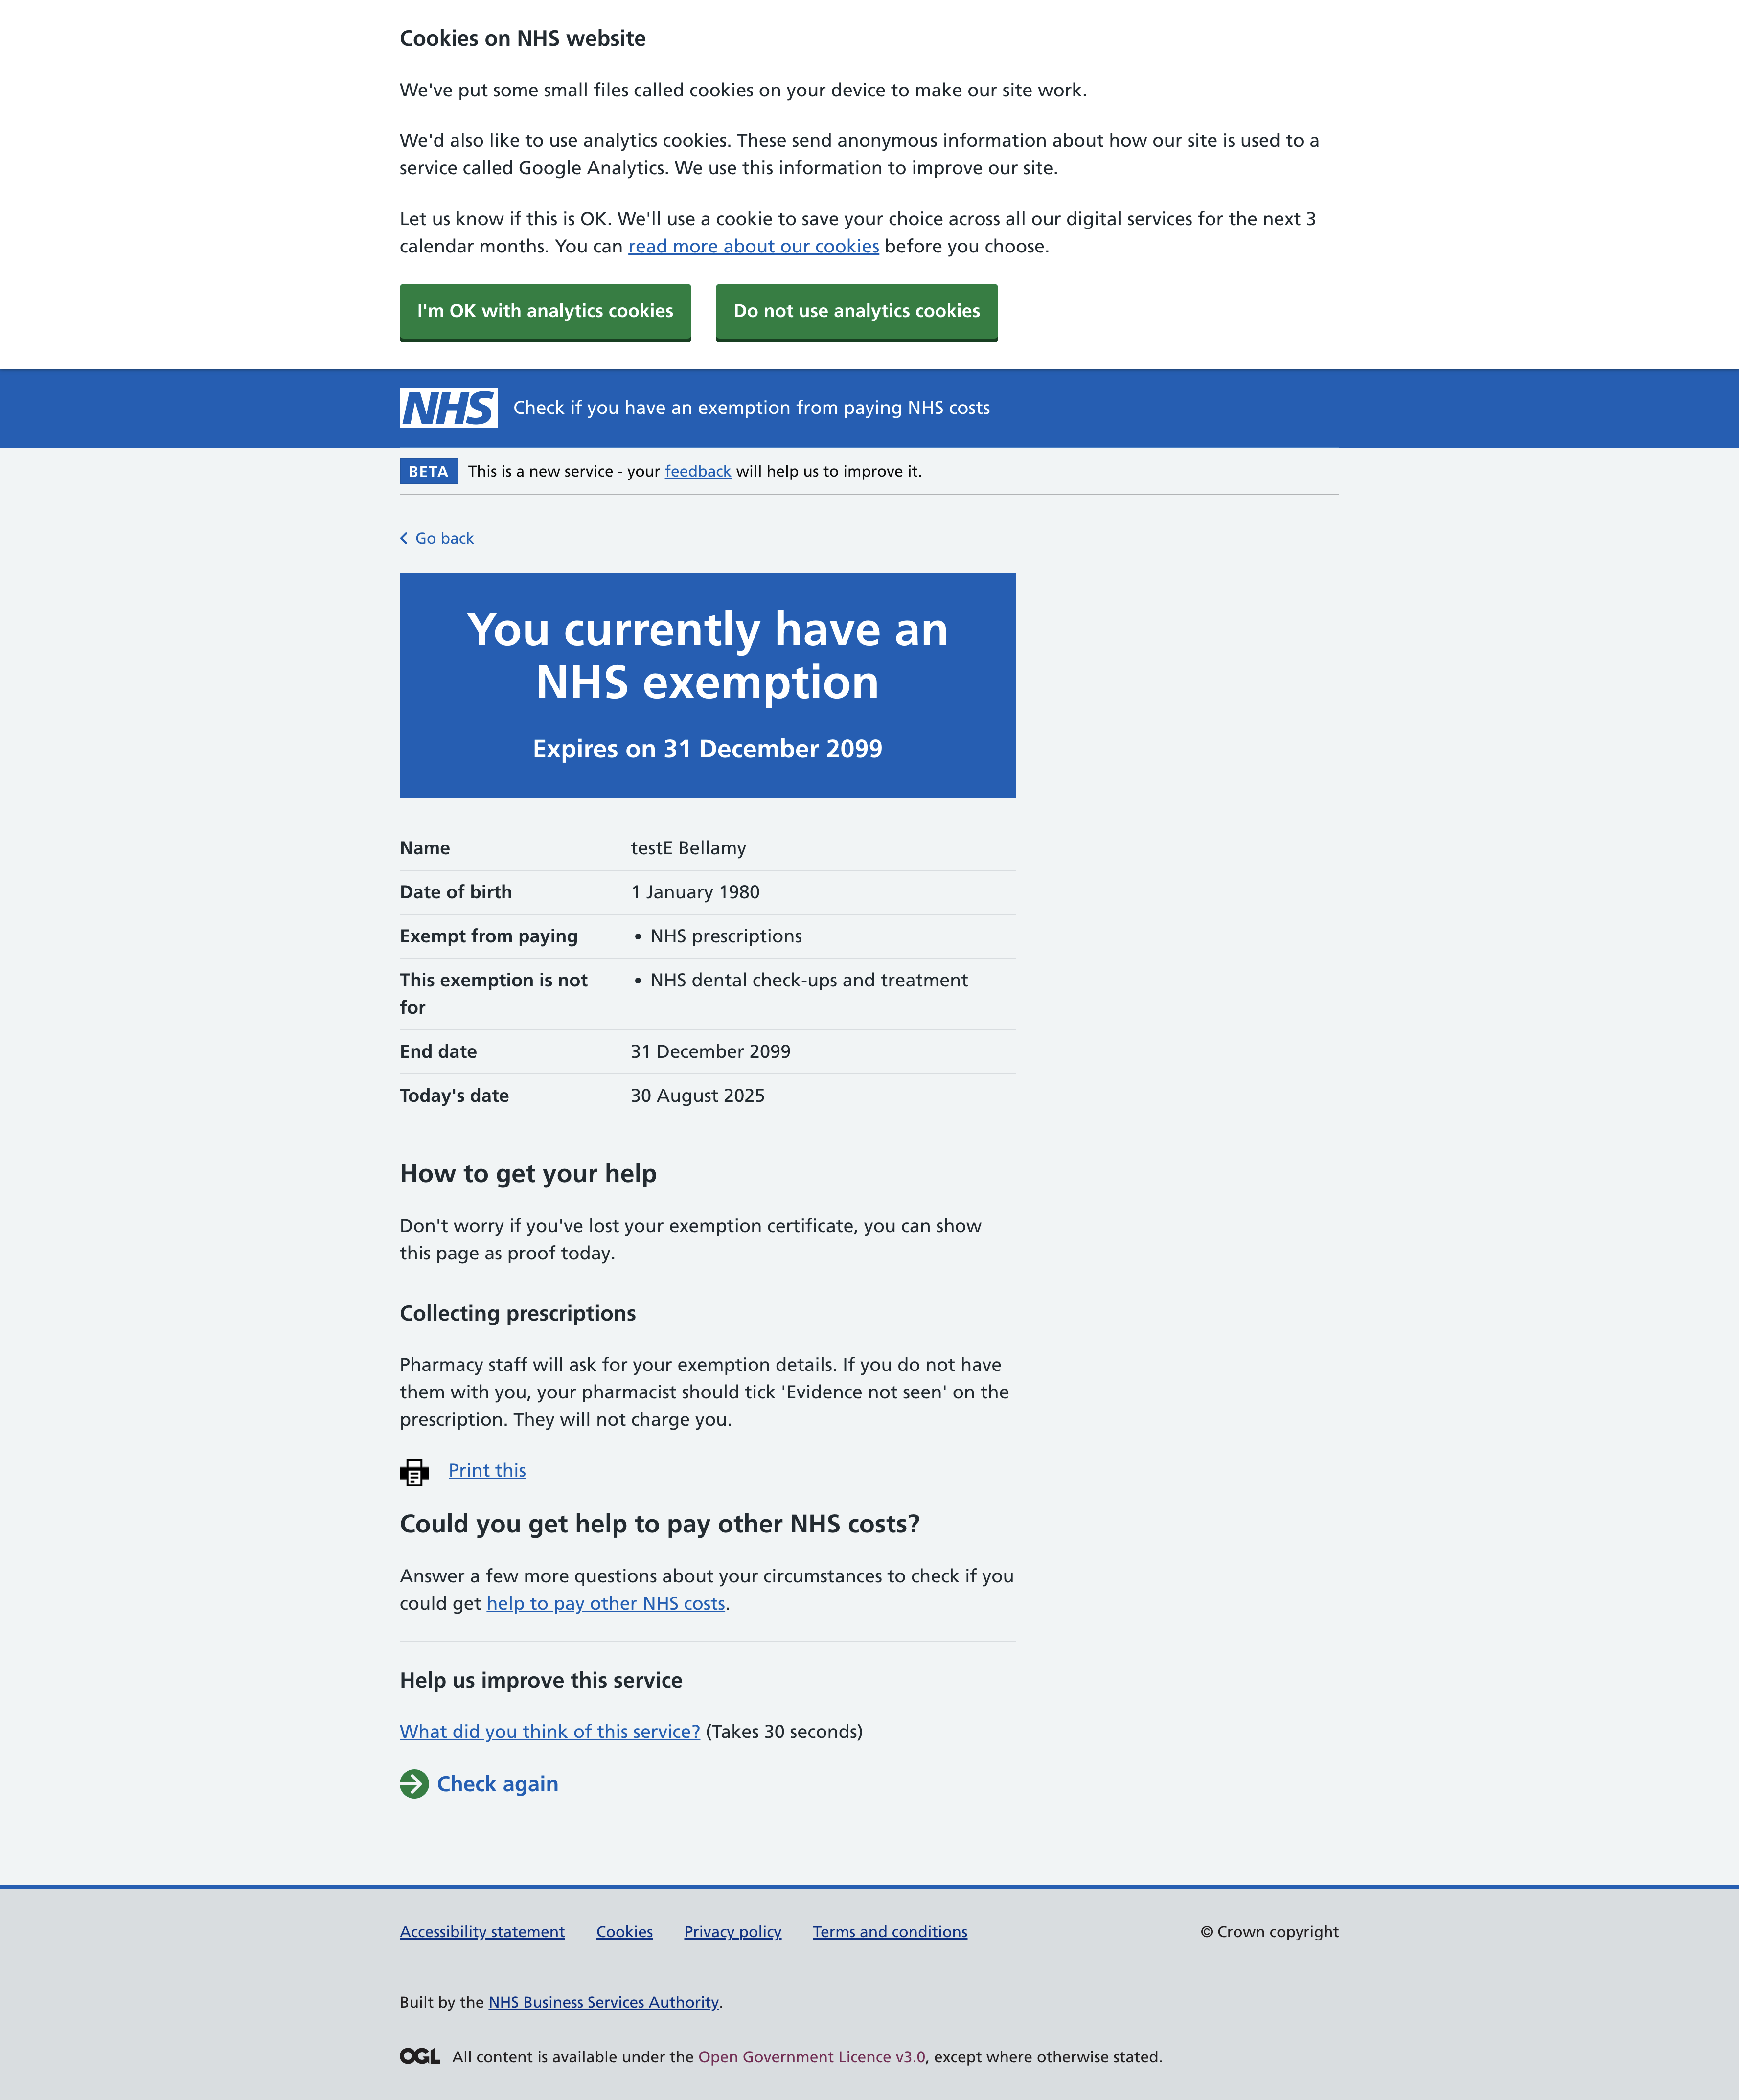 Cookies on NHS website
We've put some small files called cookies on your device to make our site work.
We'd also like to use analytics cookies. These send anonymous information about how our site is used to a
service called Google Analytics. We use this information to improve our site.
Let us know if this is OK. We'll use a cookie to save your choice across all our digital services for the next 3
calendar months. You can read more about our cookies before you choose.
I'm OK with analytics cookies
Do not use analytics cookies
NHS Check if you have an exemption from paying NHS costs
BETA This is a new service - your feedback will help us to improve it.
Go back
You currently have an
NHS exemption
Expires on 31 December 2099
Name testE Bellamy
Date of birth 1 January 1980
Exempt from paying • NHS prescriptions
This exemption is not • NHS dental check-ups and treatment
for
End date 31 December 2099
Today's date 30 August 2025
How to get your help
Don't worry if you've lost your exemption certificate, you can show
this page as proof today.
Collecting prescriptions
Pharmacy staff will ask for your exemption details. If you do not have
them with you, your pharmacist should tick 'Evidence not seen' on the
prescription. They will not charge you.
Print this
Could you get help to pay other NHS costs?
Answer a few more questions about your circumstances to check if you
could get help to pay other NHS costs.
Help us improve this service
What did you think of this service? (Takes 30 seconds)
Check again
Accessibility statement Cookies Privacy policy Terms and conditions © Crown copyright
Built by the NHS Business Services Authority.
OGL All content is available under the Open Government Licence v3.0, except where otherwise stated.